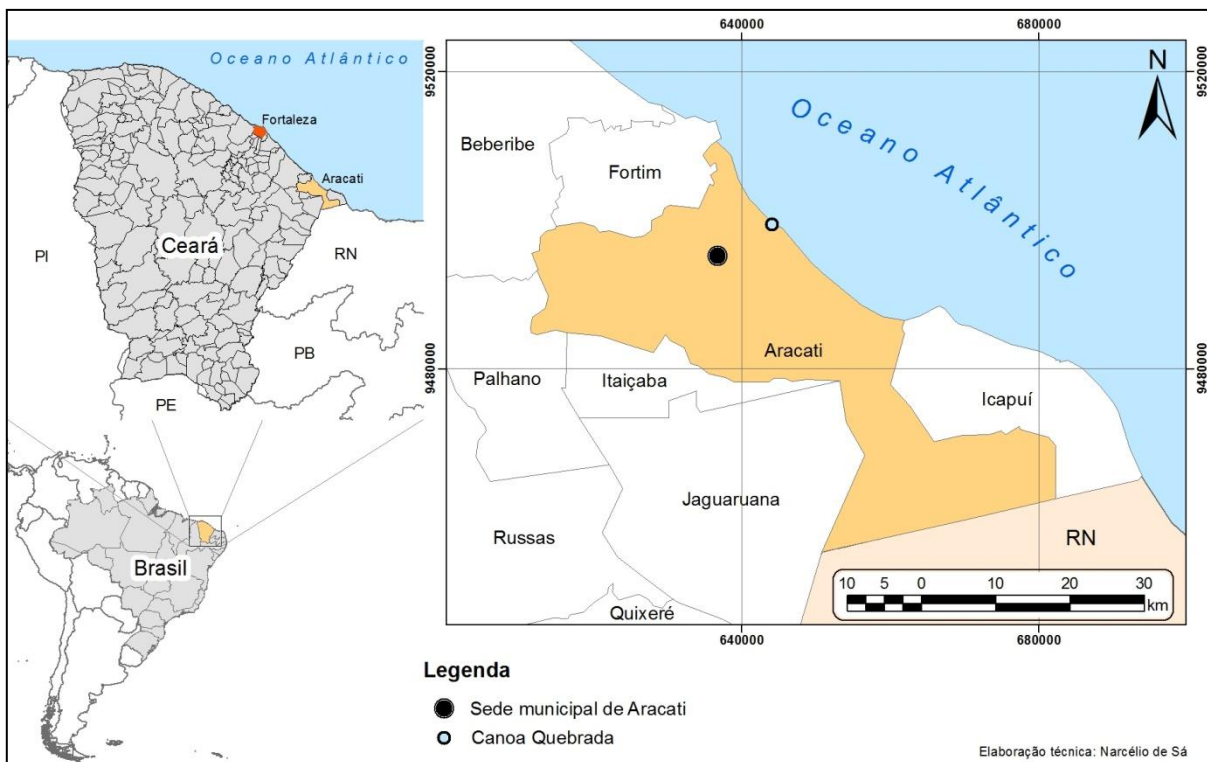 Oceano Atlântico
Fortaleza
Aracati
Ceará
PI
RN
PB
PE
Brasil
640000
680000
9520000
9520000
N
Oceano Atlântico
Beberibe
Fortim
Aracati
9480000
9480000
Palhano
Itaiçaba
Icapuí
Jaguaruana
Russas
RN
Quixeré
10 5 0 10 20 30
km
640000
680000
Legenda
Sede municipal de Aracati
Canoa Quebrada
Elaboração técnica: Narcélio de Sá